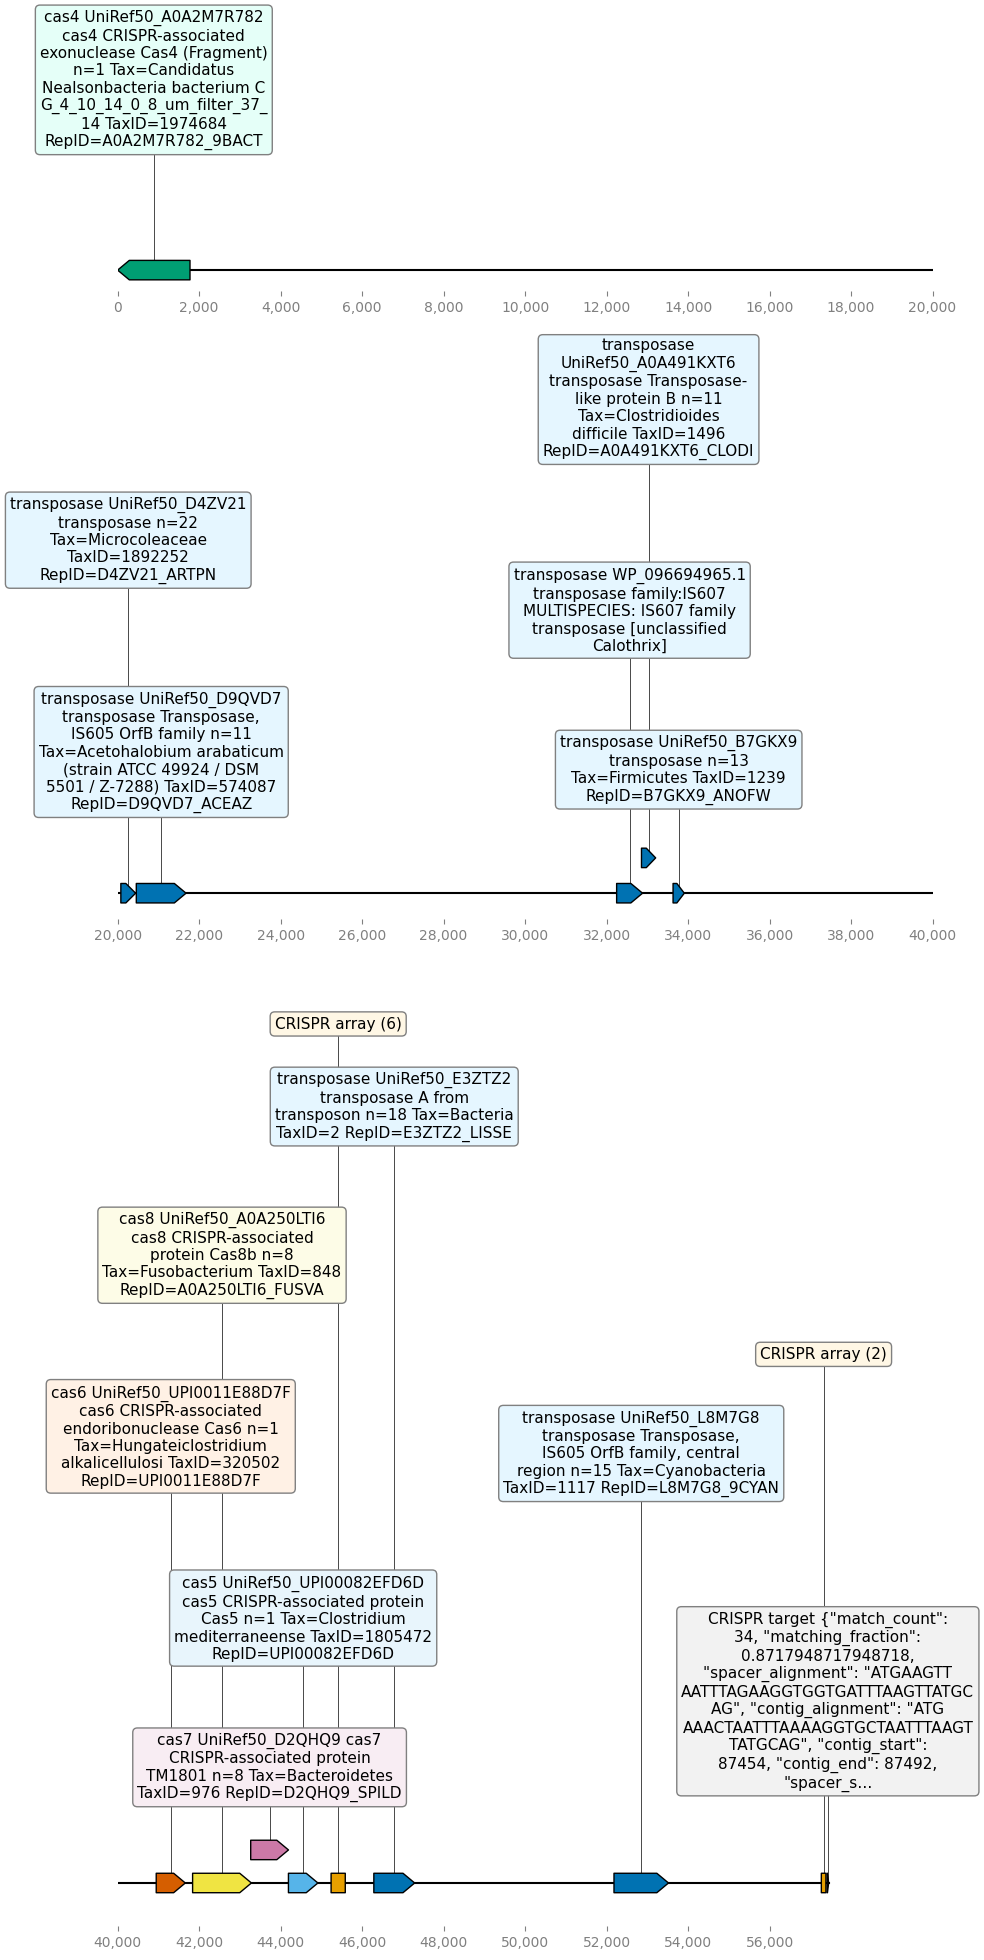 cas4 UniRef50_A0A2M7R782
cas4 CRISPR-associated
exonuclease Cas4 (Fragment)
n=1 Tax=Candidatus
Nealsonbacteria bacterium C
G_4_10_14_0_8_um_filter_37_
14 TaxID=1974684
RepID=A0A2M7R782_9BACT
0 2,000 4,000 6,000 8,000 10,000 12,000 14,000 16,000 18,000 20,000
transposase
UniRef50_A0A491KXT6
transposase Transposase-
like protein B n=11
Tax=Clostridioides
difficile TaxID=1496
RepID=A0A491KXT6_CLODI
transposase UniRef50_D4ZV21
transposase n=22
Tax=Microcoleaceae
TaxID=1892252
RepID=D4ZV21_ARTPN
transposase WP_096694965.1
transposase family:IS607
MULTISPECIES: IS607 family
transposase [unclassified
Calothrix]
transposase UniRef50_D9QVD7
transposase Transposase,
IS605 OrfB family n=11
Tax=Acetohalobium arabaticum
(strain ATCC 49924 / DSM
5501 / Z-7288) TaxID=574087
RepID=D9QVD7_ACEAZ
transposase UniRef50_B7GKX9
transposase n=13
Tax=Firmicutes TaxID=1239
RepID=B7GKX9_ANOFW
20,000 22,000 24,000 26,000 28,000 30,000 32,000 34,000 36,000 38,000 40,000
CRISPR array (6)
transposase UniRef50_E3ZTZ2
transposase A from
transposon n=18 Tax=Bacteria
TaxID=2 RepID=E3ZTZ2_LISSE
cas8 UniRef50_A0A250LTI6
cas8 CRISPR-associated
protein Cas8b n=8
Tax=Fusobacterium TaxID=848
RepID=A0A250LTI6_FUSVA
CRISPR array (2)
cas6 UniRef50_UPI0011E88D7F
cas6 CRISPR-associated
endoribonuclease Cas6 n=1
Tax=Hungateiclostridium
alkalicellulosi TaxID=320502
RepID=UPI0011E88D7F
transposase UniRef50_L8M7G8
transposase Transposase,
IS605 OrfB family, central
region n=15 Tax=Cyanobacteria
TaxID=1117 RepID=L8M7G8_9CYAN
cas5 UniRef50_UPI00082EFD6D
cas5 CRISPR-associated protein
Cas5 n=1 Tax=Clostridium
mediterraneense TaxID=1805472
RepID=UPI00082EFD6D
CRISPR target {"match_count":
34, "matching_fraction":
0.8717948717948718,
"spacer_alignment": "ATGAAGTT
AATTTAGAAGGTGGTGATTTAAGTTATGC
AG", "contig_alignment": "ATG
AAACTAATTTAAAAGGTGCTAATTTAAGT
TATGCAG", "contig_start":
87454, "contig_end": 87492,
"spacer_s...
cas7 UniRef50_D2QHQ9 cas7
CRISPR-associated protein
TM1801 n=8 Tax=Bacteroidetes
TaxID=976 RepID=D2QHQ9_SPILD
40,000 42,000 44,000 46,000 48,000 50,000 52,000 54,000 56,000